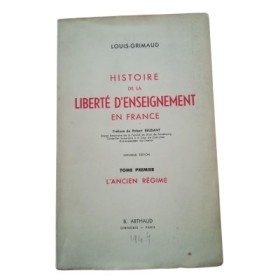 LOUIS-GRIMAUD
HISTOIRE
DE LA
LIBERTÉ D'ENSEIGNEMENT
EN FRANCE
Préface de Robert BEUDANT
TOME PREMIER
L'ANCIEN RÉGIME
B. ARTHAUD